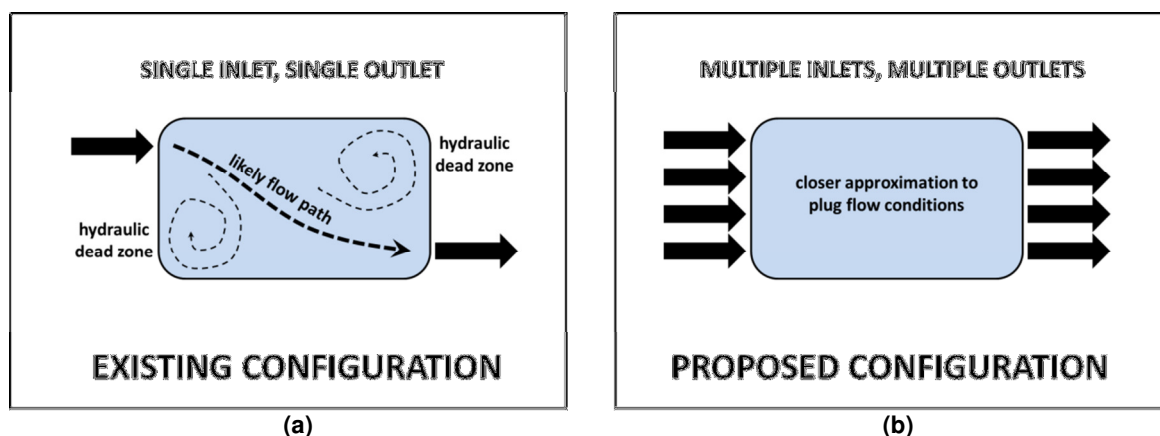 SINGLE INLET, SINGLE OUTLET
likely flow path
hydraulic
dead zone
hydraulic
dead zone
EXISTING CONFIGURATION
(a)
MULTIPLE INLETS, MULTIPLE OUTLETS
closer approximation to
plug flow conditions
PROPOSED CONFIGURATION
(b)